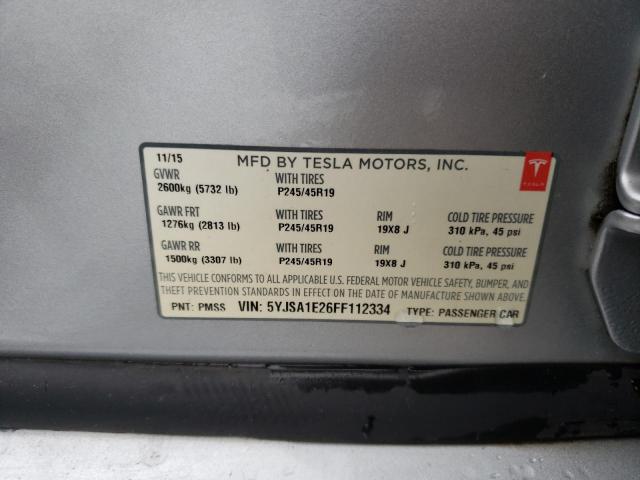 11/15 MFD BY TESLA MOTORS, INC.
GVWR WITH TIRES
2600kg (5732 lb) P245/45R19
TESLA
GAWR FRT WITH TIRES RIM COLD TIRE PRESSURE
1276kg (2813 lb) P245/45R19 19X8 J 310 kPa, 45 psi
GAWR RR WITH TIRES RIM COLD TIRE PRESSURE
1500kg (3307 lb) P245/45R19 19X8 J 310 kPa, 45 psi
THIS VEHICLE CONFORMS TO ALL APPLICABLE U.S. FEDERAL MOTOR VEHICLE SAFETY, BUMPER, AND
THEFT PREVENTION STANDARDS IN EFFECT ON THE DATE OF MANUFACTURE SHOWN ABOVE.
PNT: PMSS VIN: 5YJSA1E26FF112334 TYPE: PASSENGER CAR